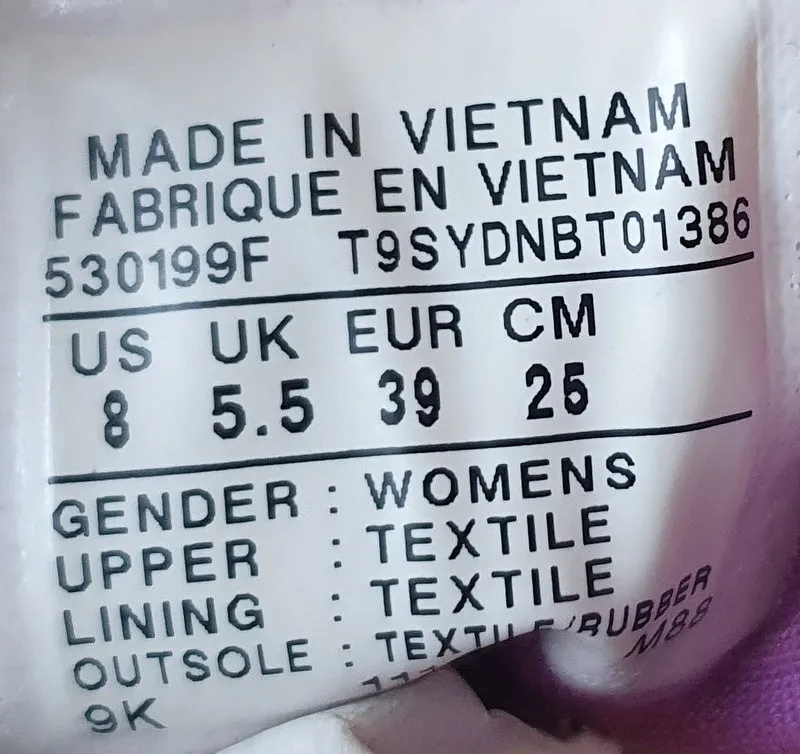 MADE IN VIETNAM
FABRIQUE EN VIETNAM
530199F T9SYDNBT01386
US UK EUR CM
8 5.5 39 25
GENDER : WOMENS
UPPER : TEXTILE
LINING : TEXTILE
OUTSOLE : TEXTILE/RUBBER
9K M88